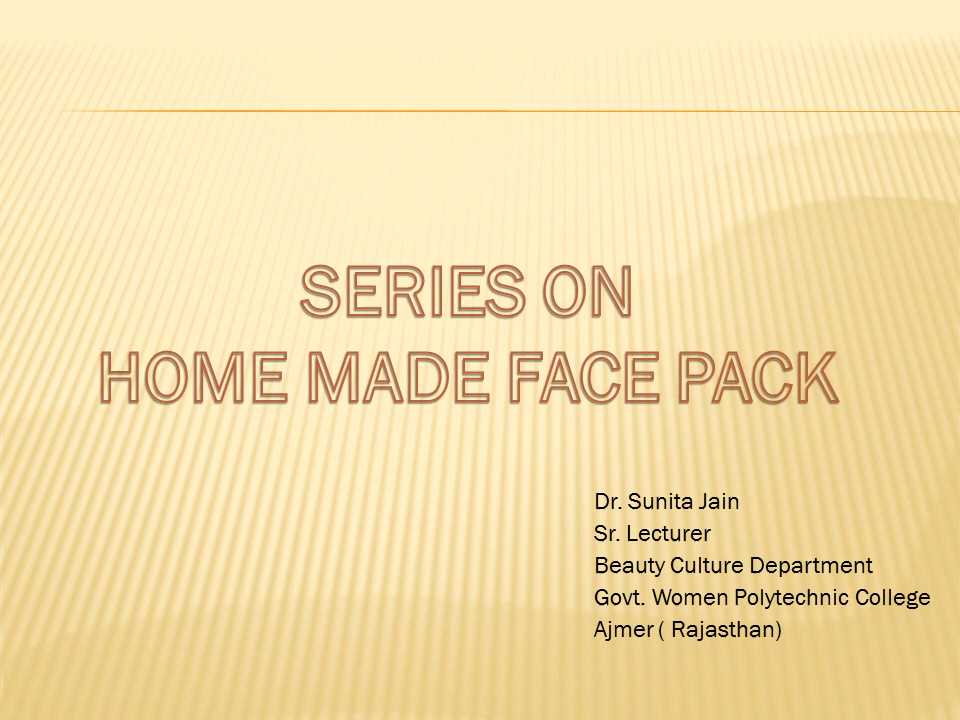 SERIES ON
HOME MADE FACE PACK
Dr. Sunita Jain
Sr. Lecturer
Beauty Culture Department
Govt. Women Polytechnic College
Ajmer ( Rajasthan)